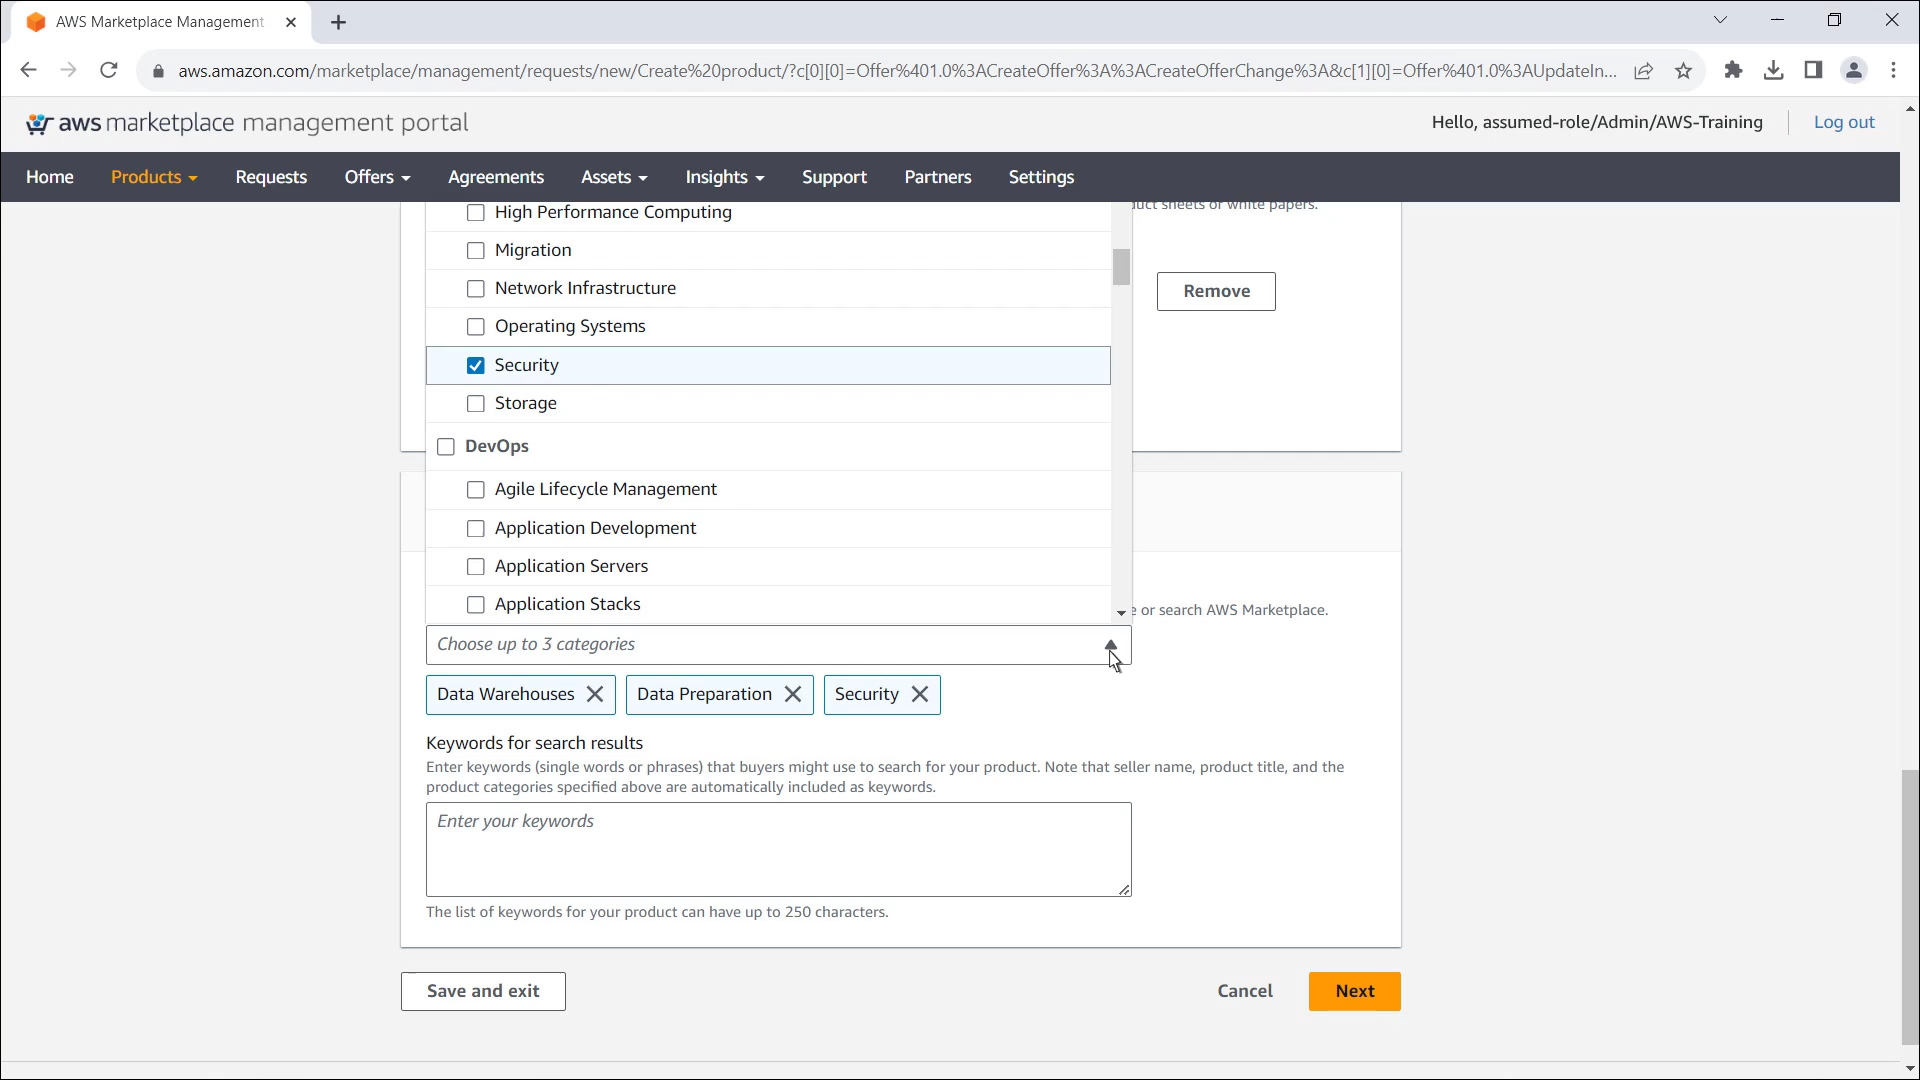 AWS Marketplace Management
aws.amazon.com/marketplace/management/requests/new/Create%20product/?c[0][0]=Offer%401.0%3ACreateOffer%3A%3ACreateOfferChange%3A&c[1][0]=Offer%401.0%3AUpdateIn...
aws marketplace management portal
Hello, assumed-role/Admin/AWS-Training
Log out
Home Products Requests Offers Agreements Assets Insights Support Partners Settings
High Performance Computing
uct sheets or white papers.
Migration
Network Infrastructure
Remove
Operating Systems
Security
Storage
DevOps
Agile Lifecycle Management
Application Development
Application Servers
Application Stacks
e or search AWS Marketplace.
Choose up to 3 categories
Data Warehouses Data Preparation Security
Keywords for search results
Enter keywords (single words or phrases) that buyers might use to search for your product. Note that seller name, product title, and the
product categories specified above are automatically included as keywords.
Enter your keywords
The list of keywords for your product can have up to 250 characters.
Save and exit
Cancel
Next